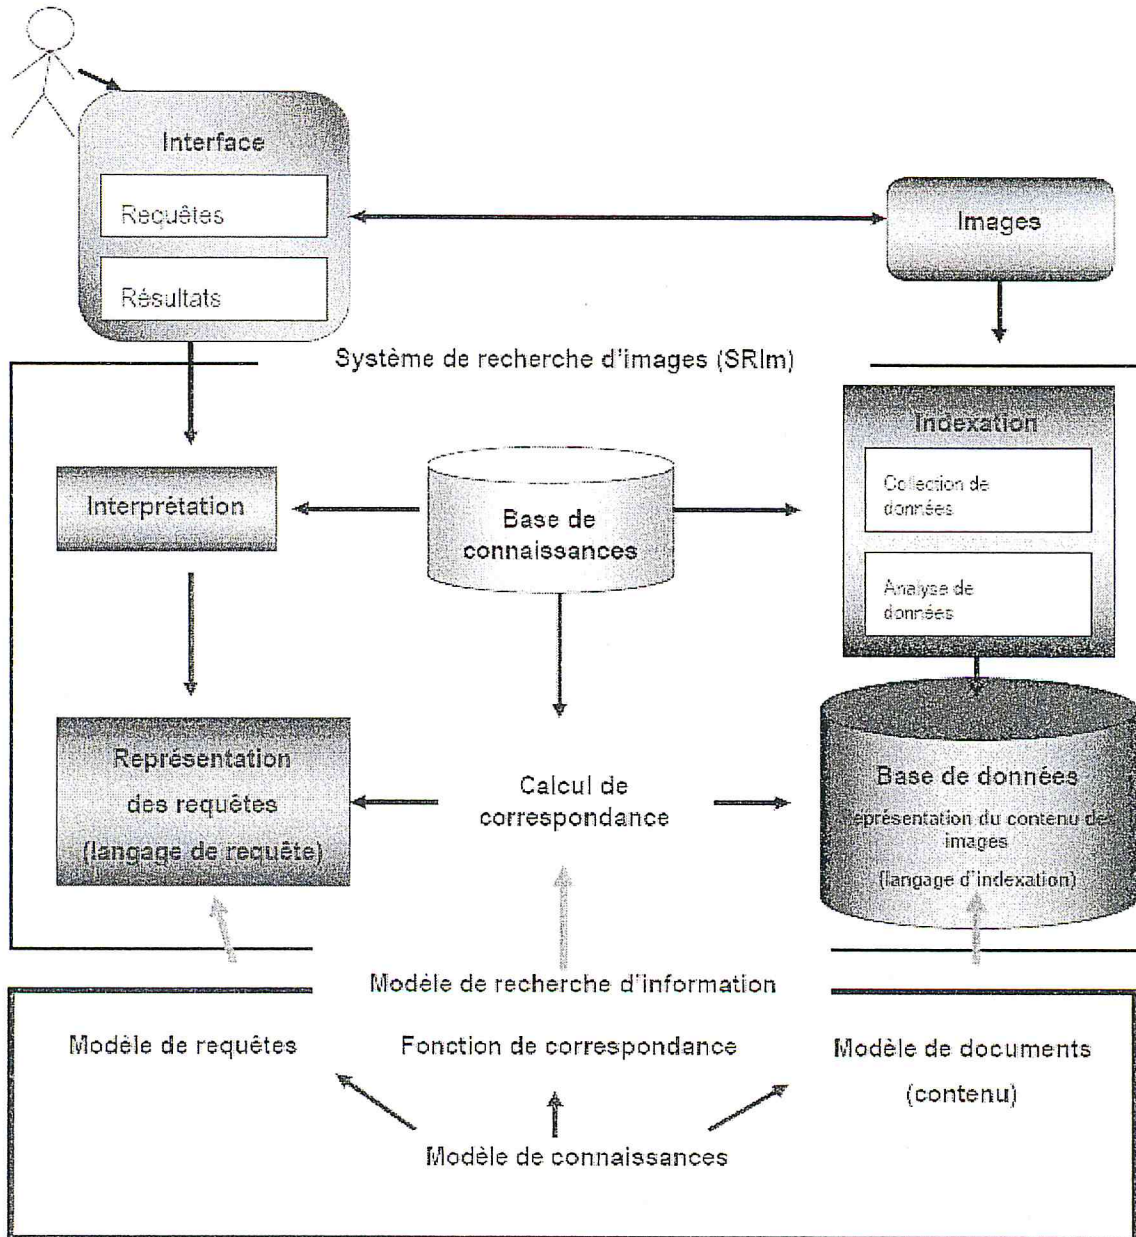 Interface
Requêtes
Images
Résultats
Système de recherche d'images (SRIm)
Indexation
Collection de
données
Interprétation
Base de
connaissances
Analyse de
données
Représentation
des requêtes
(langage de requête)
Calcul de
correspondance
Base de données
eprésentation du contenu des
images
(langage d'indexation)
Modèle de recherche d'information
Modèle de requêtes
Fonction de correspondance
Modèle de documents
(contenu)
Modèle de connaissances